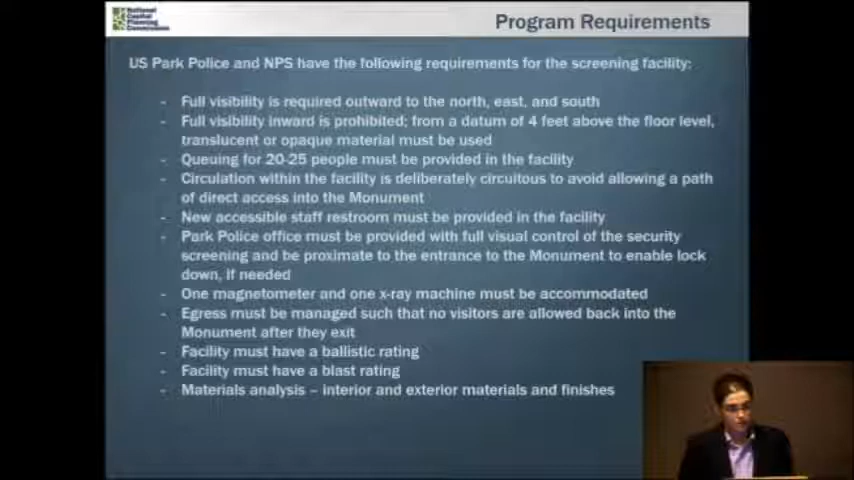 National
Capital
Planning
Commission
Program Requirements
US Park Police and NPS have the following requirements for the screening facility:
- Full visibility is required outward to the north, east, and south
- Full visibility inward is prohibited; from a datum of 4 feet above the floor level,
translucent or opaque material must be used
- Queuing for 20-25 people must be provided in the facility
- Circulation within the facility is deliberately circuitous to avoid allowing a path
of direct access into the Monument
- New accessible staff restroom must be provided in the facility
- Park Police office must be provided with full visual control of the security
screening and be proximate to the entrance to the Monument to enable lock
down, if needed
- One magnetometer and one x-ray machine must be accommodated
- Egress must be managed such that no visitors are allowed back into the
Monument after they exit
- Facility must have a ballistic rating
- Facility must have a blast rating
- Materials analysis – interior and exterior materials and finishes